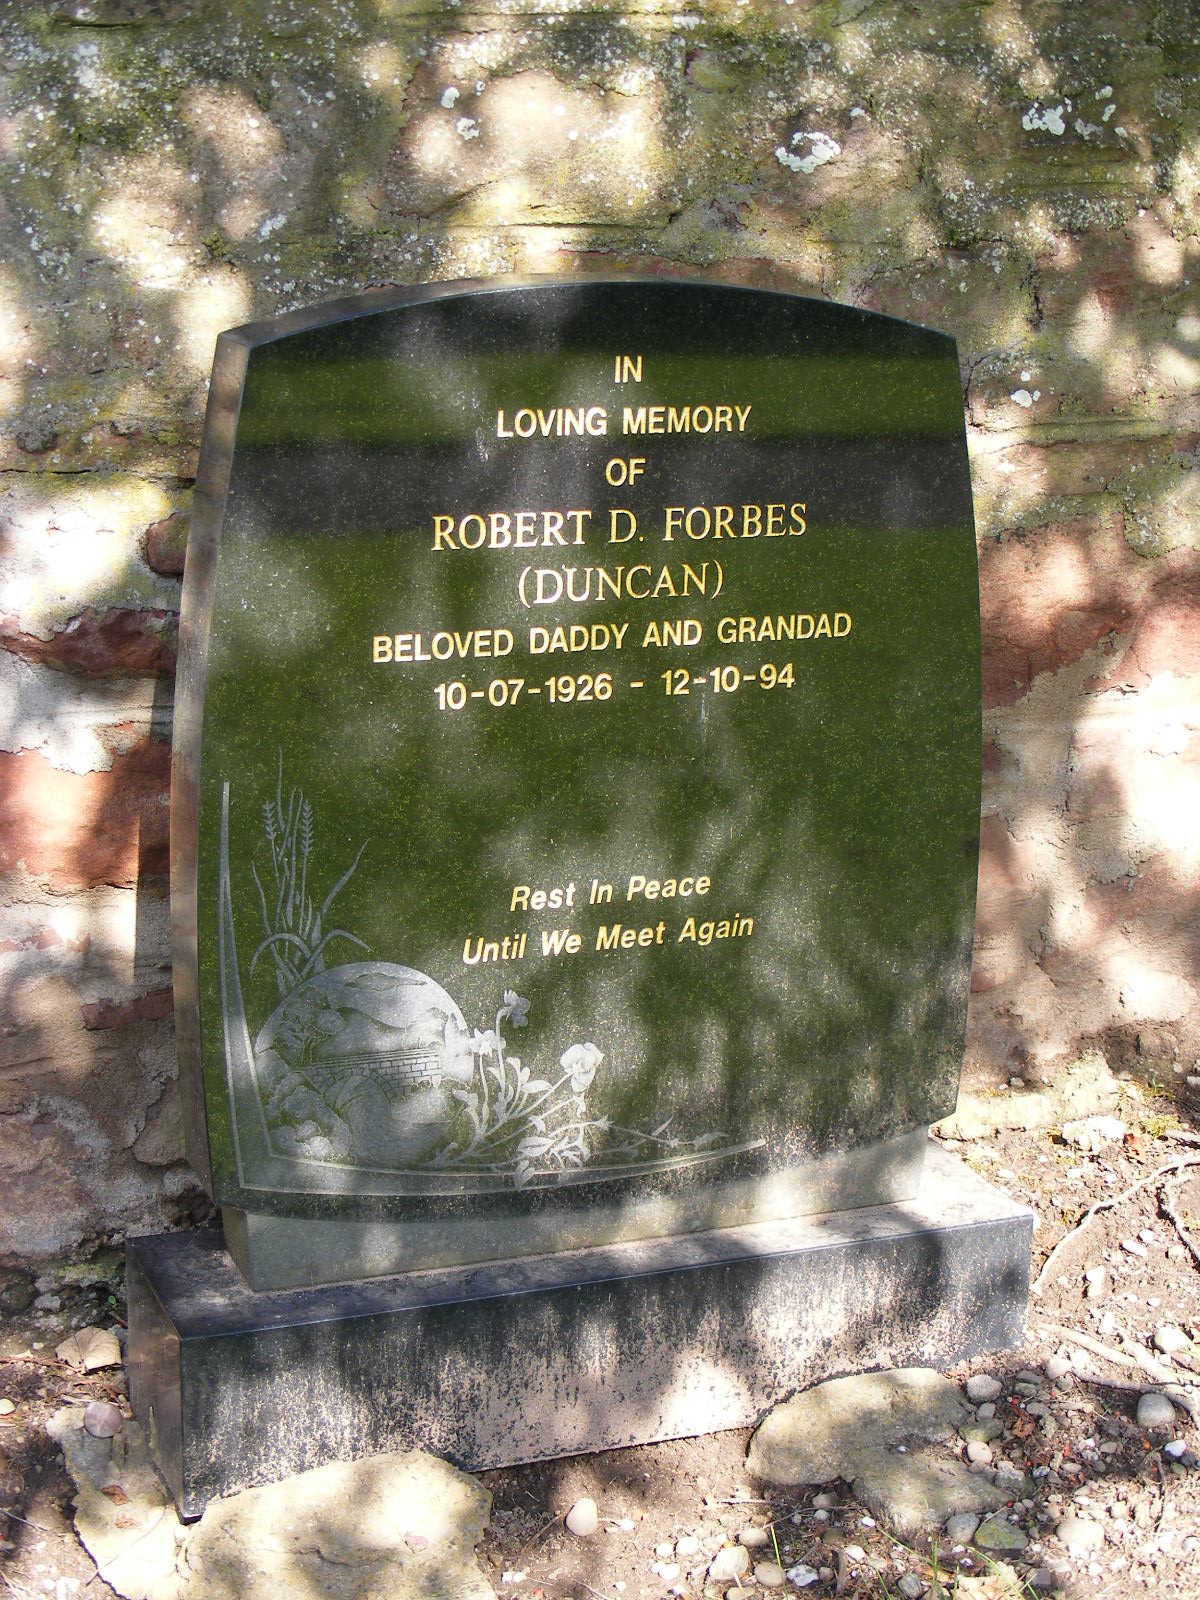 IN
LOVING MEMORY
OF
ROBERT D. FORBES
(DUNCAN)
BELOVED DADDY AND GRANDAD
10-07-1926 - 12-10-94
Rest In Peace
Until We Meet Again